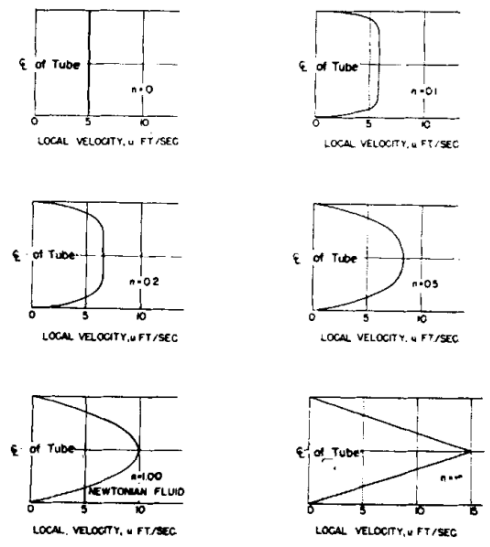 ℄ of Tube
n=0
0 5 10
LOCAL VELOCITY, u FT/SEC
℄ of Tube
n=0.1
0 5 10
LOCAL VELOCITY, u FT/SEC
℄ of Tube
n=0.2
0 5 10
LOCAL VELOCITY, u FT/SEC
℄ of Tube
n=0.5
0 5 10
LOCAL VELOCITY, u FT/SEC
℄ of Tube
n=1.00
NEWTONIAN FLUID
0 5 10
LOCAL, VELOCITY, u FT/SEC
℄ of Tube
n=∞
0 5 10 15
LOCAL VELOCITY, u FT/SEC